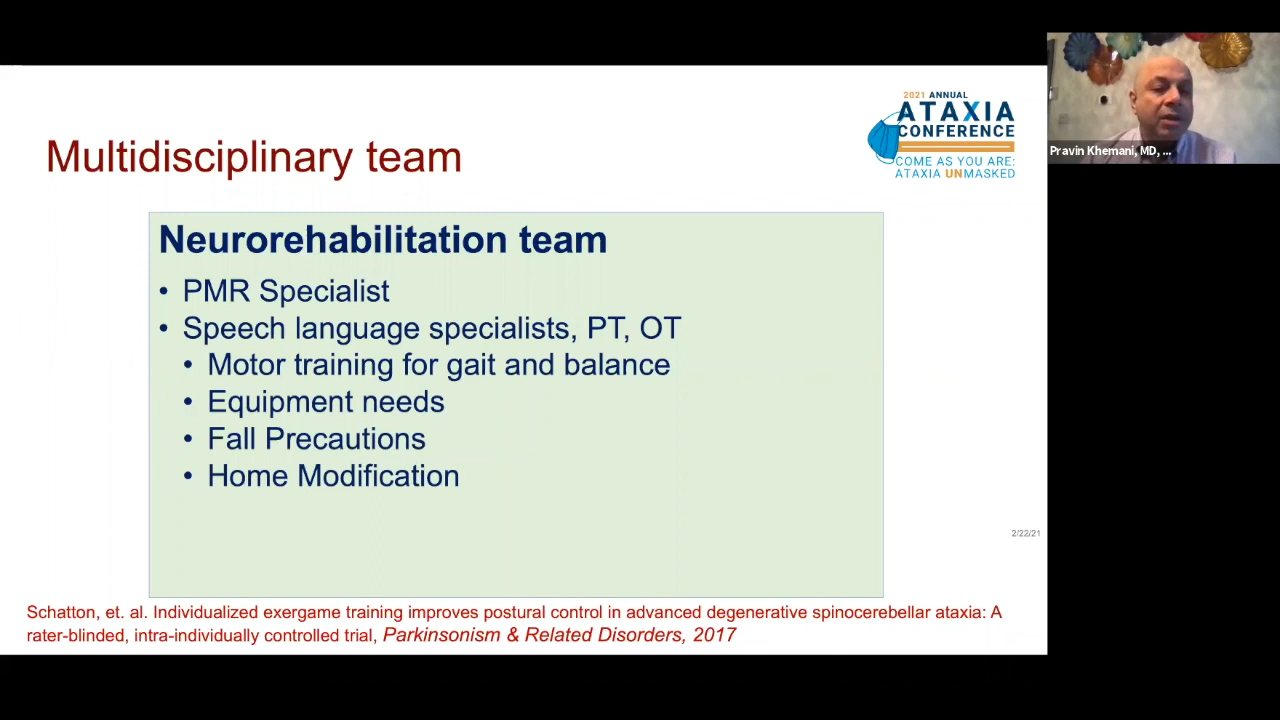 2021 ANNUAL
ATAXIA
CONFERENCE
COME AS YOU ARE:
ATAXIA UNMASKED
Pravin Khemani, MD, ...
Multidisciplinary team
Neurorehabilitation team
• PMR Specialist
• Speech language specialists, PT, OT
• Motor training for gait and balance
• Equipment needs
• Fall Precautions
• Home Modification
2/22/21
Schatton, et. al. Individualized exergame training improves postural control in advanced degenerative spinocerebellar ataxia: A
rater-blinded, intra-individually controlled trial, Parkinsonism & Related Disorders, 2017